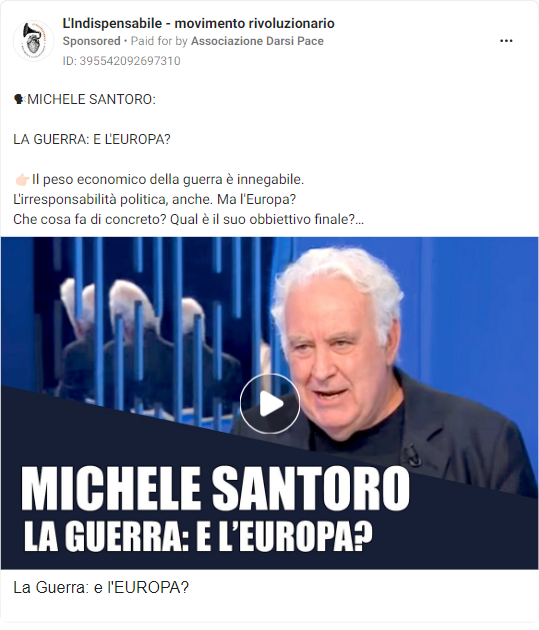 L'Indispensabile - movimento rivoluzionario
Sponsored • Paid for by Associazione Darsi Pace
ID: 395542092697310
🗣MICHELE SANTORO:
LA GUERRA: E L'EUROPA?
👉🏻Il peso economico della guerra è innegabile.
L'irresponsabilità politica, anche. Ma l'Europa?
Che cosa fa di concreto? Qual è il suo obbiettivo finale?...
MICHELE SANTORO
LA GUERRA: E L'EUROPA?
La Guerra: e l'EUROPA?